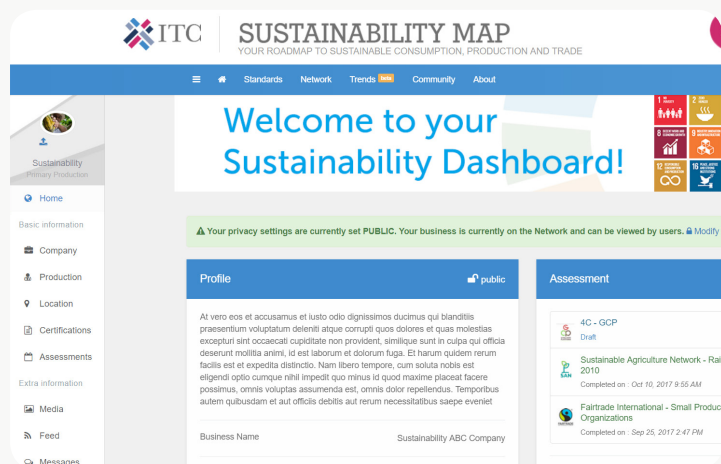 ITC
SUSTAINABILITY MAP
YOUR ROADMAP TO SUSTAINABLE CONSUMPTION, PRODUCTION AND TRADE
Standards Network Trends beta Community About
Welcome to your
Sustainability Dashboard!
1
2
8
9
12
16
Sustainability
Primary Production
Home
Basic information
Company
Production
Location
Certifications
Assessments
Extra information
Media
Feed
Messages
Your privacy settings are currently set PUBLIC. Your business is currently on the Network and can be viewed by users. Modify
Profile public
At vero eos et accusamus et iusto odio dignissimos ducimus qui blanditiis
praesentium voluptatum deleniti atque corrupti quos dolores et quas molestias
excepturi sint occaecati cupiditate non provident, similique sunt in culpa qui officia
deserunt mollitia animi, id est laborum et dolorum fuga. Et harum quidem rerum
facilis est et expedita distinctio. Nam libero tempore, cum soluta nobis est
eligendi optio cumque nihil impedit quo minus id quod maxime placeat facere
possimus, omnis voluptas assumenda est, omnis dolor repellendus. Temporibus
autem quibusdam et aut officiis debitis aut rerum necessitatibus saepe eveniet
Business Name Sustainability ABC Company
Assessment
4C - GCP
Draft
SAN
Sustainable Agriculture Network - Rai
2010
Completed on : Oct 10, 2017 9:55 AM
Fairtrade International - Small Produc
Organizations
Completed on : Sep 25, 2017 2:47 PM